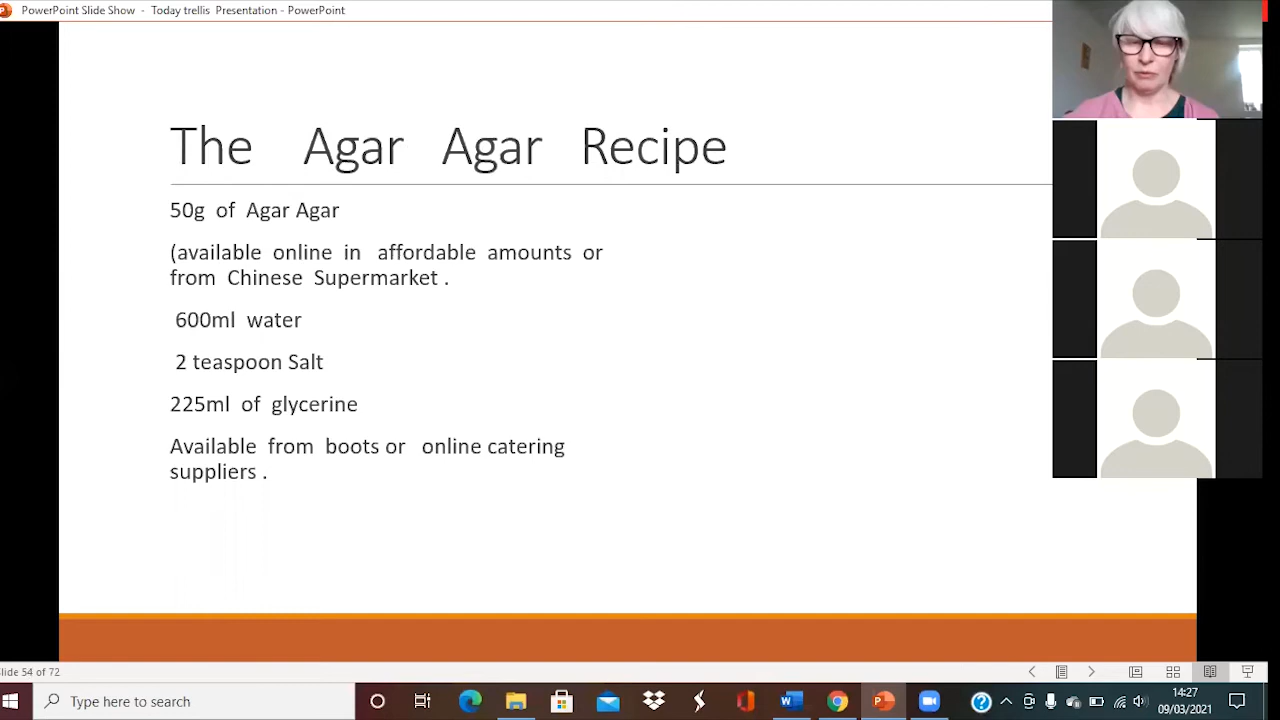 PowerPoint Slide Show - Today trellis Presentation - PowerPoint
The Agar Agar Recipe
50g of Agar Agar
(available online in affordable amounts or
from Chinese Supermarket .
600ml water
2 teaspoon Salt
225ml of glycerine
Available from boots or online catering
suppliers .
Slide 54 of 72
Type here to search
14:27
09/03/2021